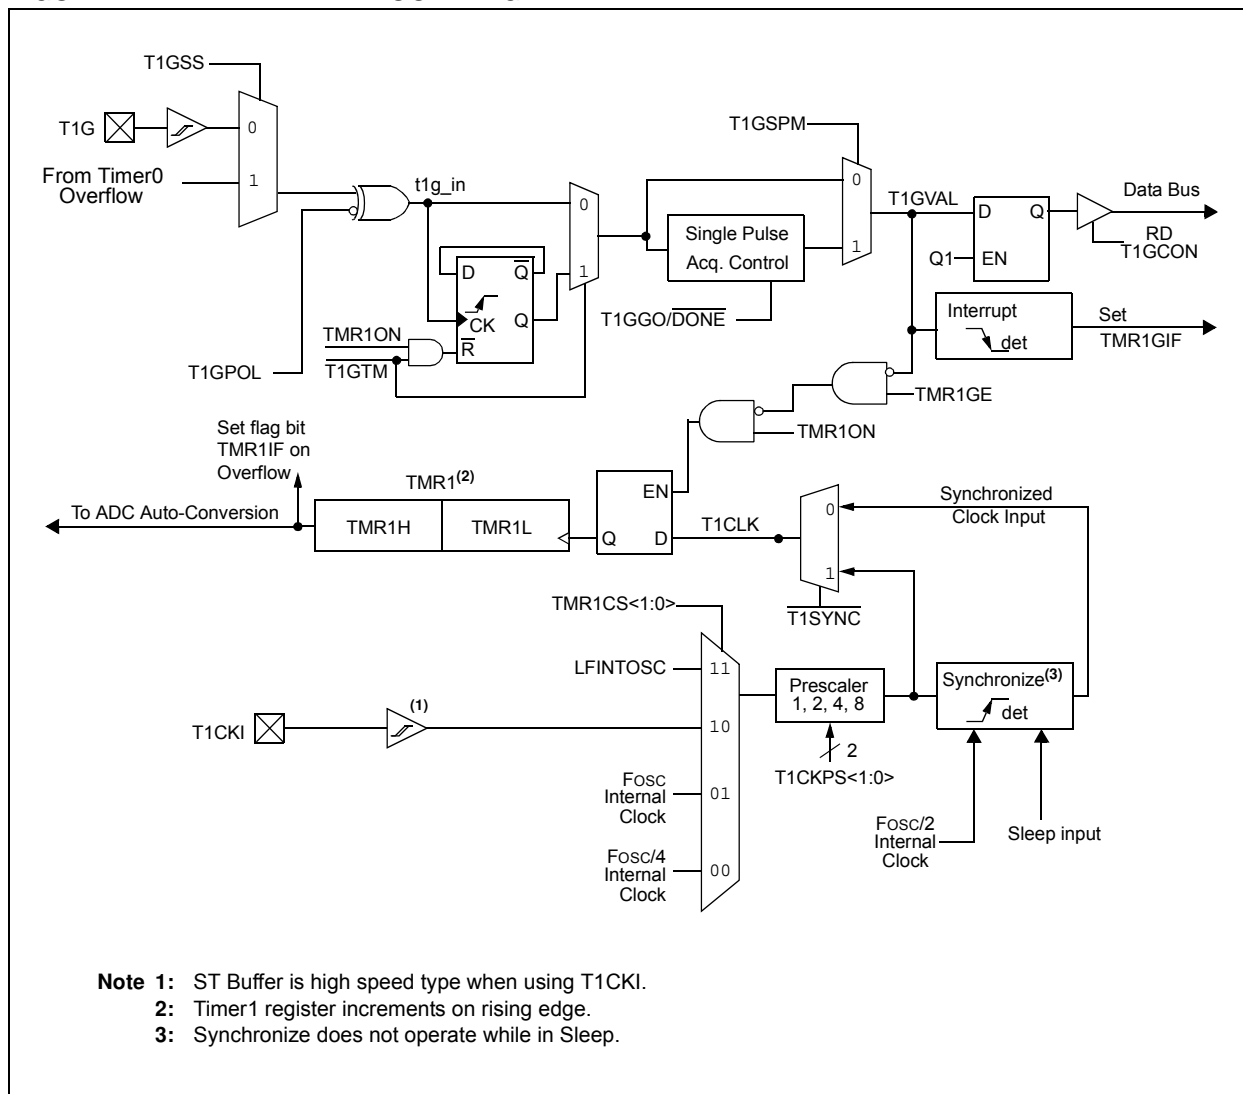 T1GSS
T1G
0
From Timer0
Overflow
1
T1GPOL
t1g_in
D
Q
CK
Q
R
TMR1ON
T1GTM
0
1
Single Pulse
Acq. Control
T1GGO/DONE
T1GSPM
0
1
T1GVAL
D
Q
Q1
EN
Data Bus
RD
T1GCON
Interrupt
det
Set
TMR1GIF
TMR1GE
TMR1ON
Set flag bit
TMR1IF on
Overflow
To ADC Auto-Conversion
TMR1(2)
TMR1H
TMR1L
EN
Q
D
T1CLK
0
1
T1SYNC
Synchronized
Clock Input
TMR1CS<1:0>
LFINTOSC
11
T1CKI
(1)
10
FOSC
Internal
Clock
01
FOSC/4
Internal
Clock
00
Prescaler
1, 2, 4, 8
2
T1CKPS<1:0>
Synchronize(3)
det
FOSC/2
Internal
Clock
Sleep input
Note 1: ST Buffer is high speed type when using T1CKI.
2: Timer1 register increments on rising edge.
3: Synchronize does not operate while in Sleep.